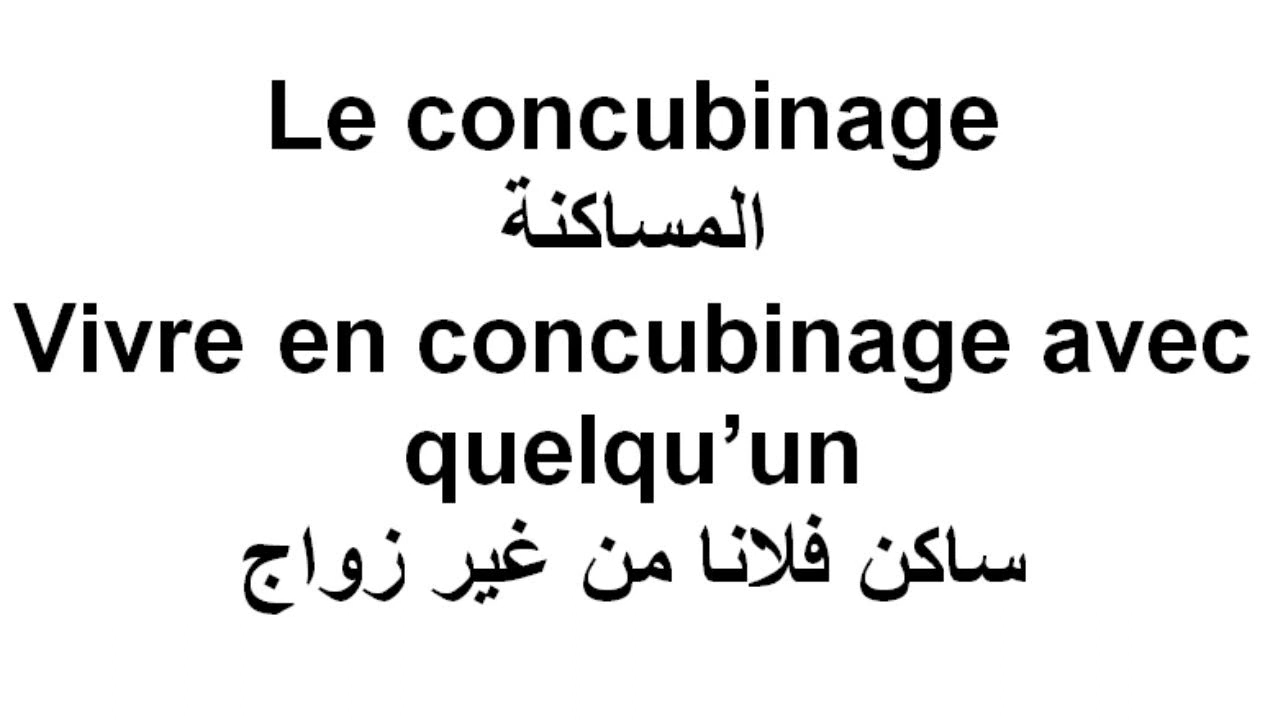 Le concubinage
المساكنة
Vivre en concubinage avec
quelqu’un
ساكن فلانا من غير زواج